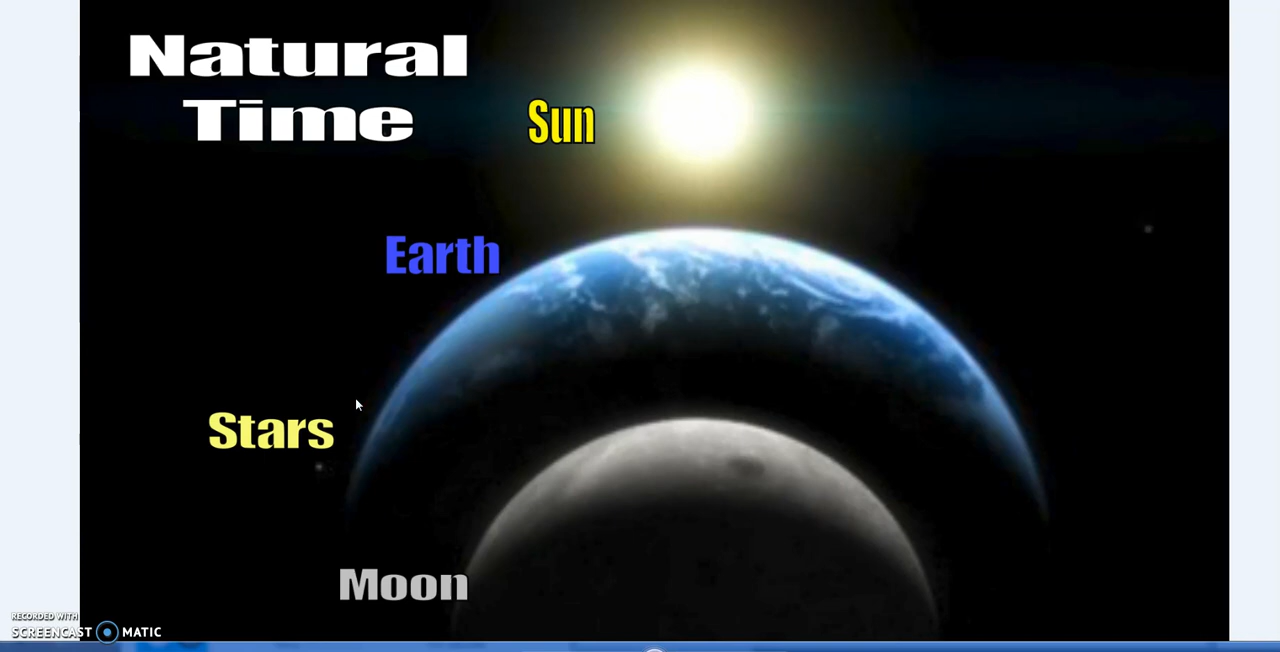 Natural
Time
Sun
Earth
Stars
Moon
RECORDED WITH
SCREENCAST MATIC